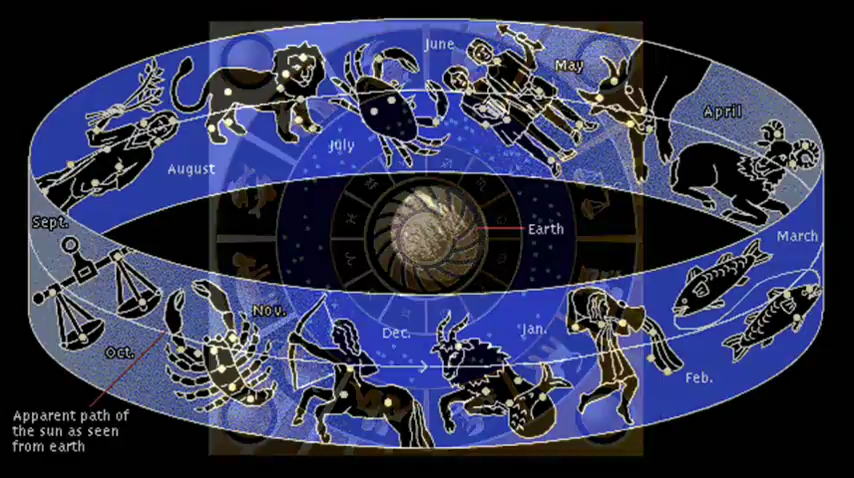 June
May
April
July
August
Sept.
March
Earth
Nov.
Dec.
Jan.
Oct.
Feb.
Apparent path of
the sun as seen
from earth